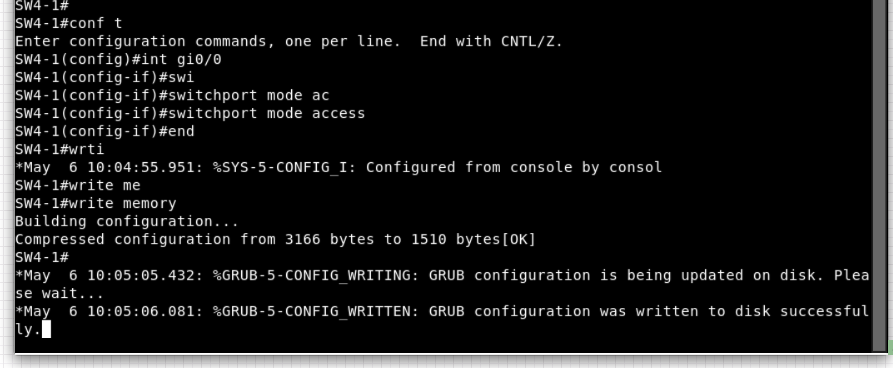 SW4-1#
SW4-1#conf t
Enter configuration commands, one per line.  End with CNTL/Z.
SW4-1(config)#int gi0/0
SW4-1(config-if)#swi
SW4-1(config-if)#switchport mode ac
SW4-1(config-if)#switchport mode access
SW4-1(config-if)#end
SW4-1#wrti
*May  6 10:04:55.951: %SYS-5-CONFIG_I: Configured from console by consol
SW4-1#write me
SW4-1#write memory
Building configuration...
Compressed configuration from 3166 bytes to 1510 bytes[OK]
SW4-1#
*May  6 10:05:05.432: %GRUB-5-CONFIG_WRITING: GRUB configuration is being updated on disk. Plea
se wait...
*May  6 10:05:06.081: %GRUB-5-CONFIG_WRITTEN: GRUB configuration was written to disk successful
ly.